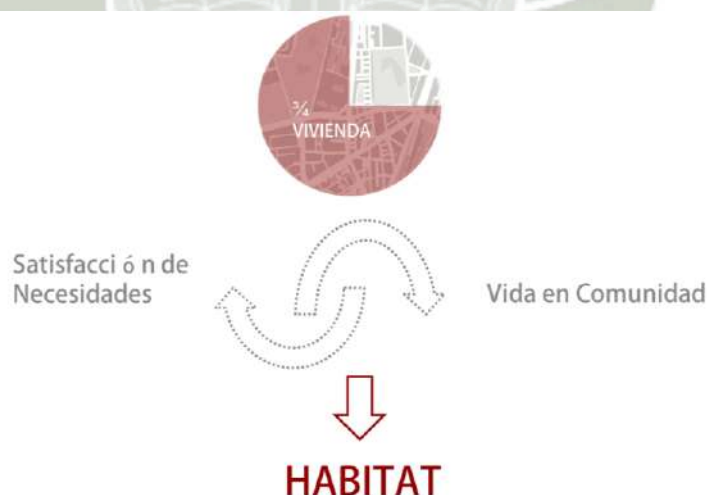 ¾
VIVIENDA
Satisfacci ó n de
Necesidades
Vida en Comunidad
HABITAT